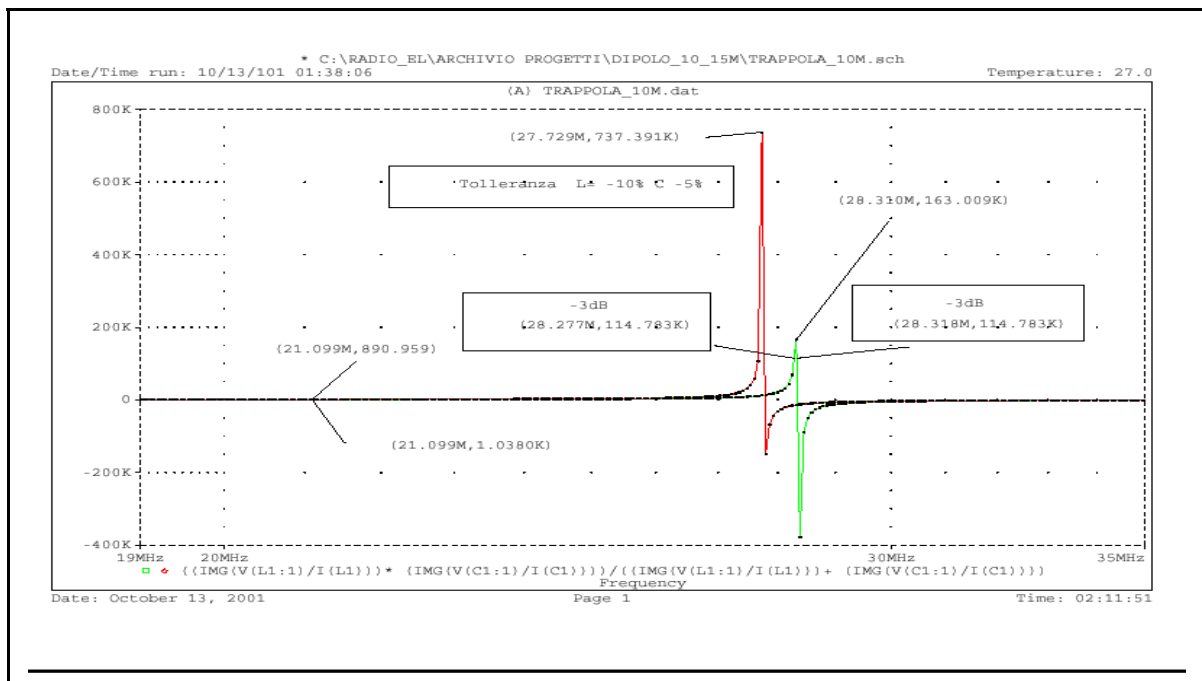 * C:\RADIO_EL\ARCHIVIO PROGETTI\DIPOLO_10_15M\TRAPPOLA_10M.sch
Date/Time run: 10/13/101 01:38:06 Temperature: 27.0
(A) TRAPPOLA_10M.dat
800K
(27.729M,737.391K)
600K
Tolleranza L= -10% C -5%
(28.310M,163.009K)
400K
-3dB
(28.277M,114.783K)
-3dB
(28.318M,114.783K)
200K
(21.099M,890.959)
0
(21.099M,1.0380K)
-200K
-400K
19MHz 20MHz 30MHz 35MHz
((IMG(V(L1:1)/I(L1)))* (IMG(V(C1:1)/I(C1))))/((IMG(V(L1:1)/I(L1)))+ (IMG(V(C1:1)/I(C1))))
Frequency
Date: October 13, 2001 Page 1 Time: 02:11:51